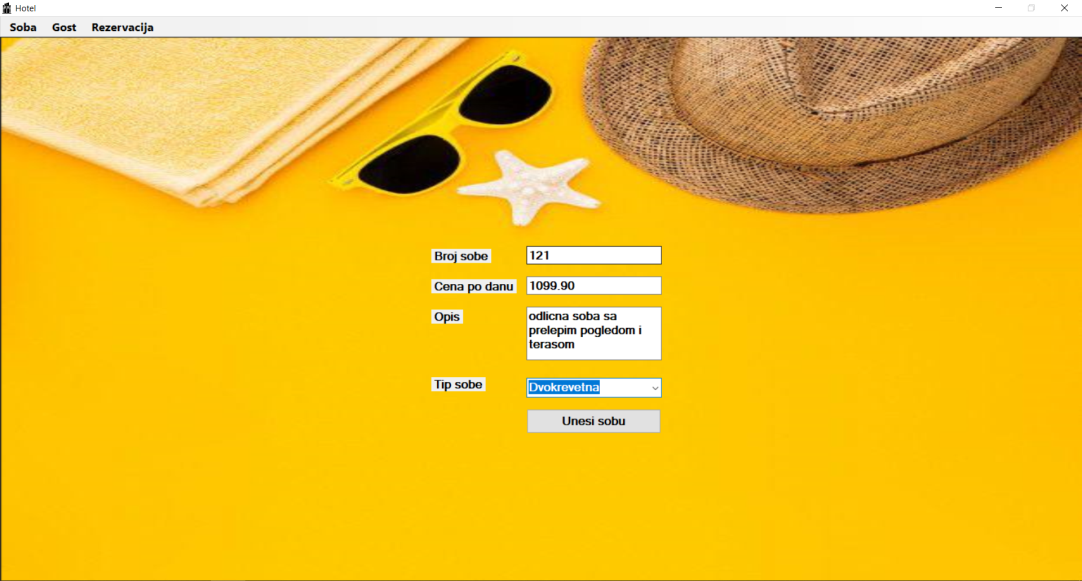 Hotel
Soba Gost Rezervacija
Broj sobe 121
Cena po danu 1099.90
Opis odlicna soba sa
prelepim pogledom i
terasom
Tip sobe Dvokrevetna
Unesi sobu